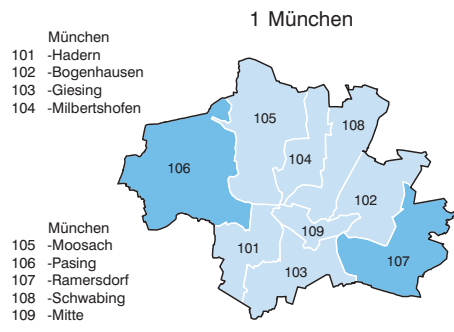 1 München
München
101 -Hadern
102 -Bogenhausen
103 -Giesing
104 -Milbertshofen
105
108
106
104
102
109
101
103
107
München
105 -Moosach
106 -Pasing
107 -Ramersdorf
108 -Schwabing
109 -Mitte